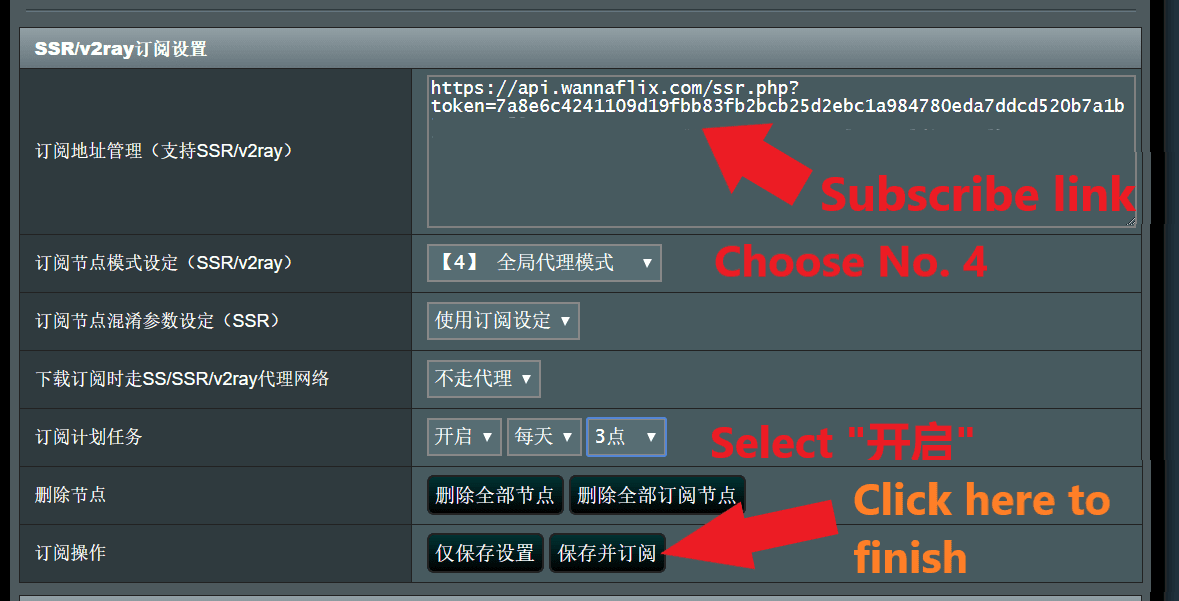 SSR/v2ray订阅设置
https://api.wannaflix.com/ssr.php?
token=7a8e6c4241109d19fbb83fb2bcb25d2ebc1a984780eda7ddcd520b7a1b
订阅地址管理（支持SSR/v2ray）
Subscribe link
订阅节点模式设定（SSR/v2ray）
【4】 全局代理模式
Choose No. 4
订阅节点混淆参数设定（SSR）
使用订阅设定
下载订阅时走SS/SSR/v2ray代理网络
不走代理
订阅计划任务
开启 每天 3点
Select "开启"
删除节点
删除全部节点 删除全部订阅节点
Click here to
finish
订阅操作
仅保存设置 保存并订阅